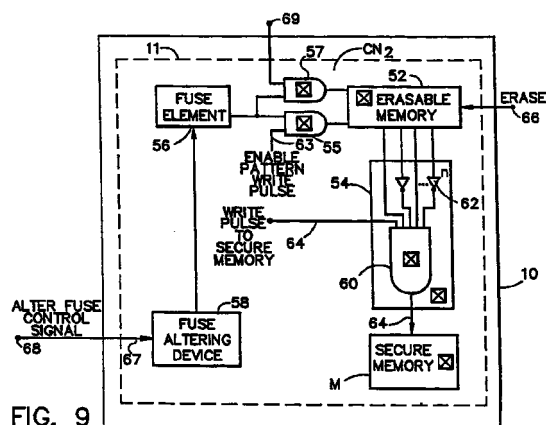 69
11
CN2
57
52
FUSE
ELEMENT
56
ERASABLE MEMORY
ERASE
66
63
55
ENABLE
PATTERN
WRITE
PULSE
54
n
62
WRITE
PULSE
TO
SECURE
MEMORY
64
60
10
ALTER FUSE
CONTROL
SIGNAL
68
67
58
FUSE
ALTERING
DEVICE
64
SECURE
MEMORY
M
FIG. 9